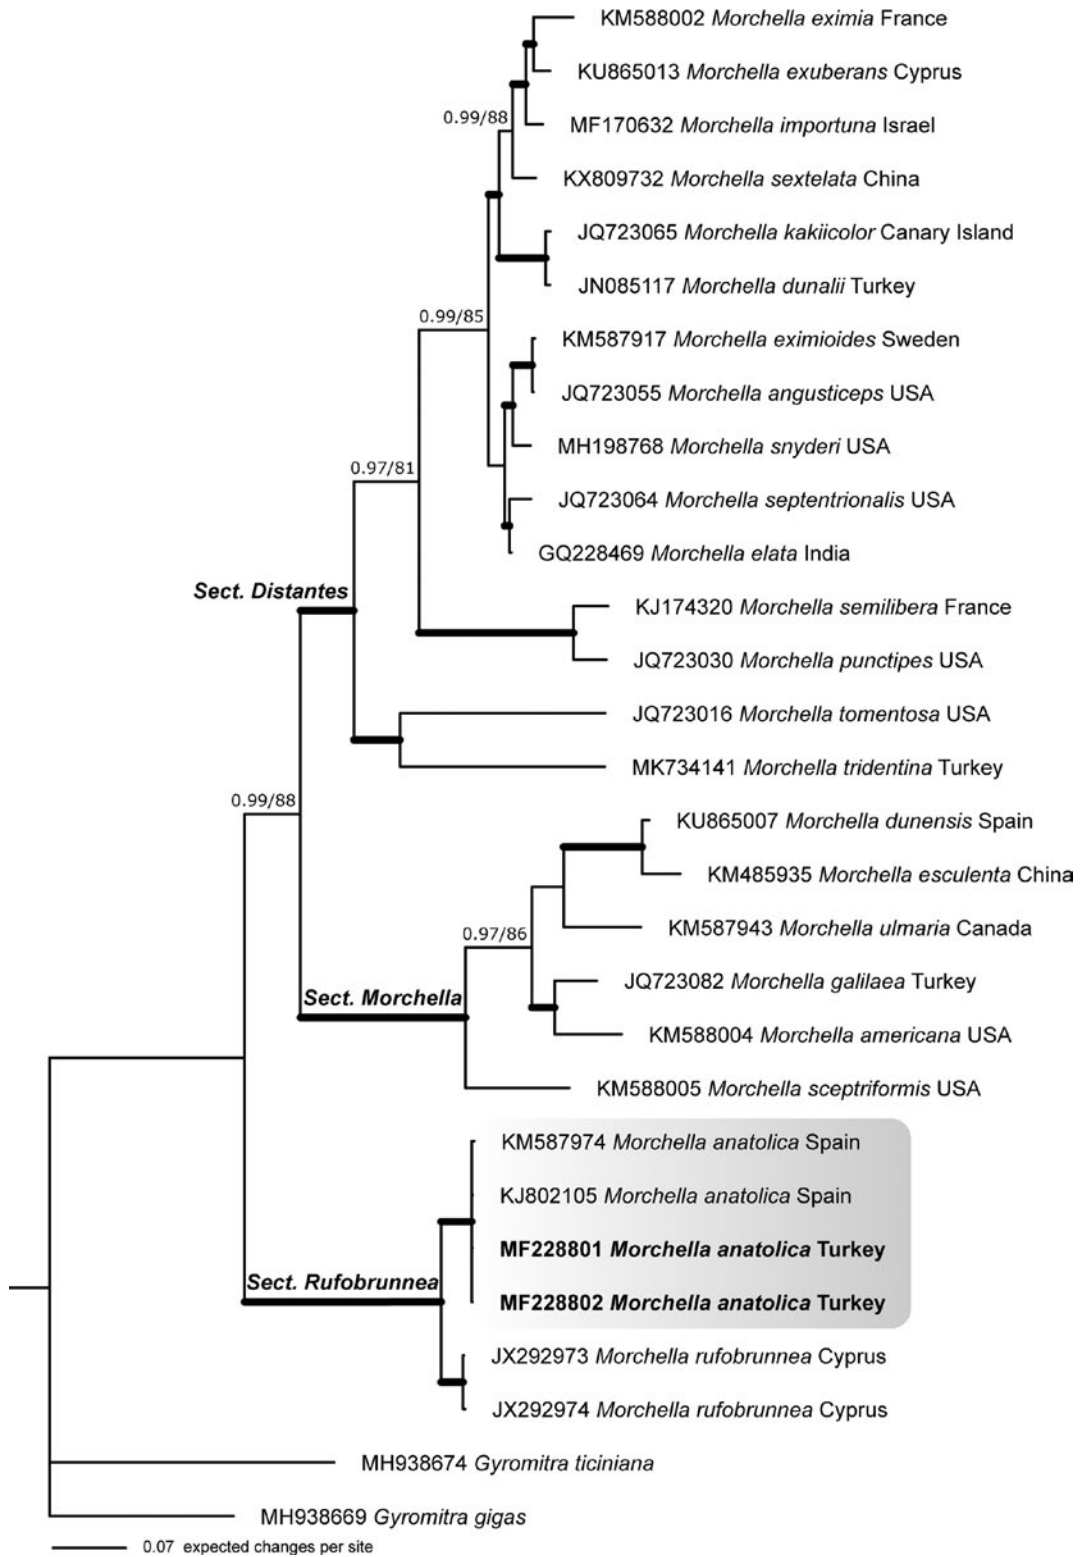 KM588002 Morchella eximia France
KU865013 Morchella exuberans Cyprus
0.99/88
MF170632 Morchella importuna Israel
KX809732 Morchella sextelata China
JQ723065 Morchella kakiicolor Canary Island
JN085117 Morchella dunalii Turkey
0.99/85
KM587917 Morchella eximioides Sweden
JQ723055 Morchella angusticeps USA
MH198768 Morchella snyderi USA
0.97/81
JQ723064 Morchella septentrionalis USA
GQ228469 Morchella elata India
Sect. Distantes
KJ174320 Morchella semilibera France
JQ723030 Morchella punctipes USA
JQ723016 Morchella tomentosa USA
MK734141 Morchella tridentina Turkey
0.99/88
KU865007 Morchella dunensis Spain
KM485935 Morchella esculenta China
KM587943 Morchella ulmaria Canada
0.97/86
JQ723082 Morchella galilaea Turkey
Sect. Morchella
KM588004 Morchella americana USA
KM588005 Morchella sceptriformis USA
KM587974 Morchella anatolica Spain
KJ802105 Morchella anatolica Spain
MF228801 Morchella anatolica Turkey
Sect. Rufobrunnea
MF228802 Morchella anatolica Turkey
JX292973 Morchella rufobrunnea Cyprus
JX292974 Morchella rufobrunnea Cyprus
MH938674 Gyromitra ticiniana
MH938669 Gyromitra gigas
0.07 expected changes per site